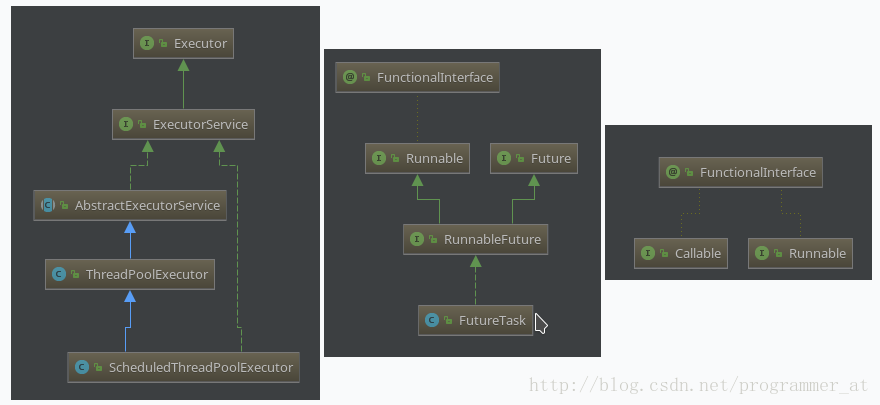 Executor
ExecutorService
AbstractExecutorService
ThreadPoolExecutor
ScheduledThreadPoolExecutor
@ FunctionalInterface
I Runnable
I Future
I RunnableFuture
C FutureTask
@ FunctionalInterface
I Callable
I Runnable
http://blog.csdn.net/programmer_at